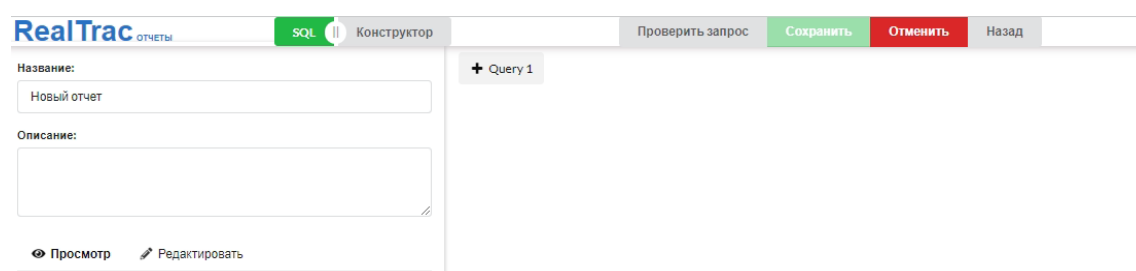 RealTrac отчеты
SQL Конструктор
Проверить запрос Сохранить Отменить Назад
Название:
Новый отчет
Описание:
Просмотр Редактировать
Query 1